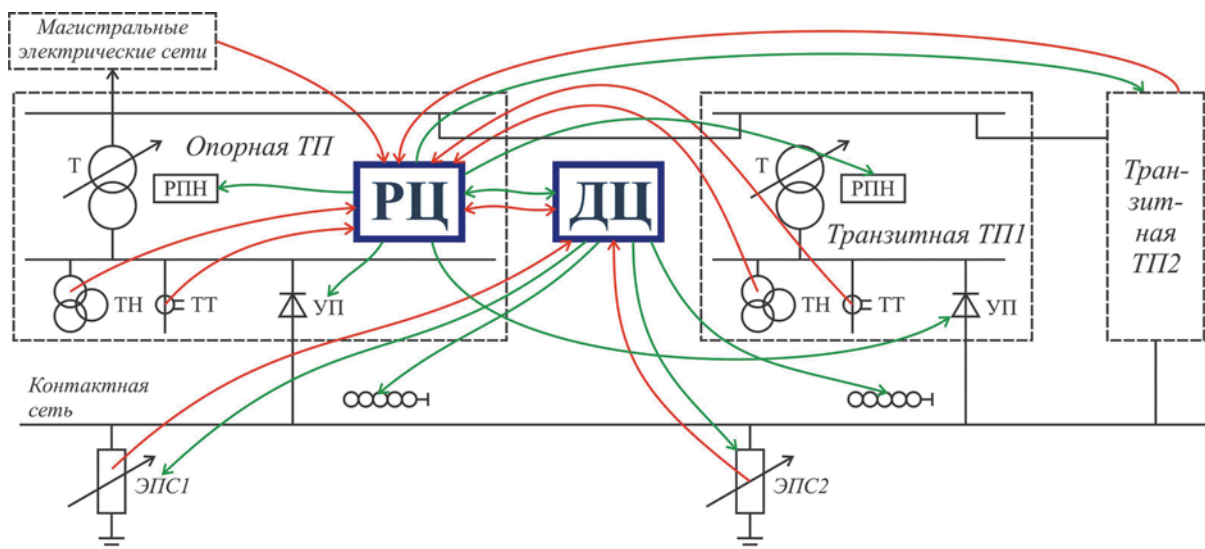 Магистральные
электрические сети
Т
Опорная ТП
РПН
РЦ
ДЦ
Т
РПН
Транзитная ТП1
Тран-
зит-
ная
ТП2
ТН
ТТ
УП
ТН
ТТ
УП
Контактная
сеть
ЭПС1
ЭПС2